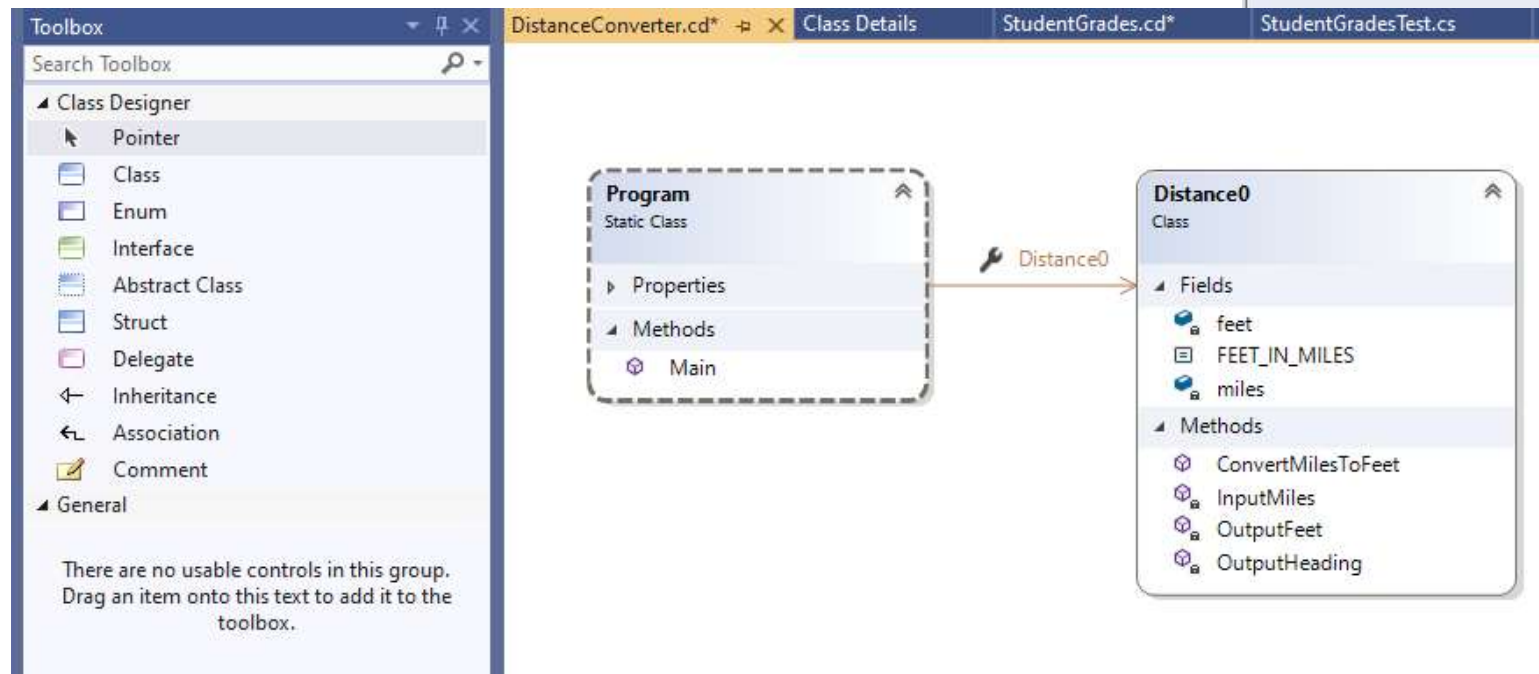 Toolbox
Search Toolbox
Class Designer
Pointer
Class
Enum
Interface
Abstract Class
Struct
Delegate
Inheritance
Association
Comment
General
There are no usable controls in this group.
Drag an item onto this text to add it to the
toolbox.
DistanceConverter.cd* Class Details StudentGrades.cd* StudentGradesTest.cs
Program
Static Class
Properties
Methods
Main
Distance0
Distance0
Class
Fields
feet
FEET_IN_MILES
miles
Methods
ConvertMilesToFeet
InputMiles
OutputFeet
OutputHeading